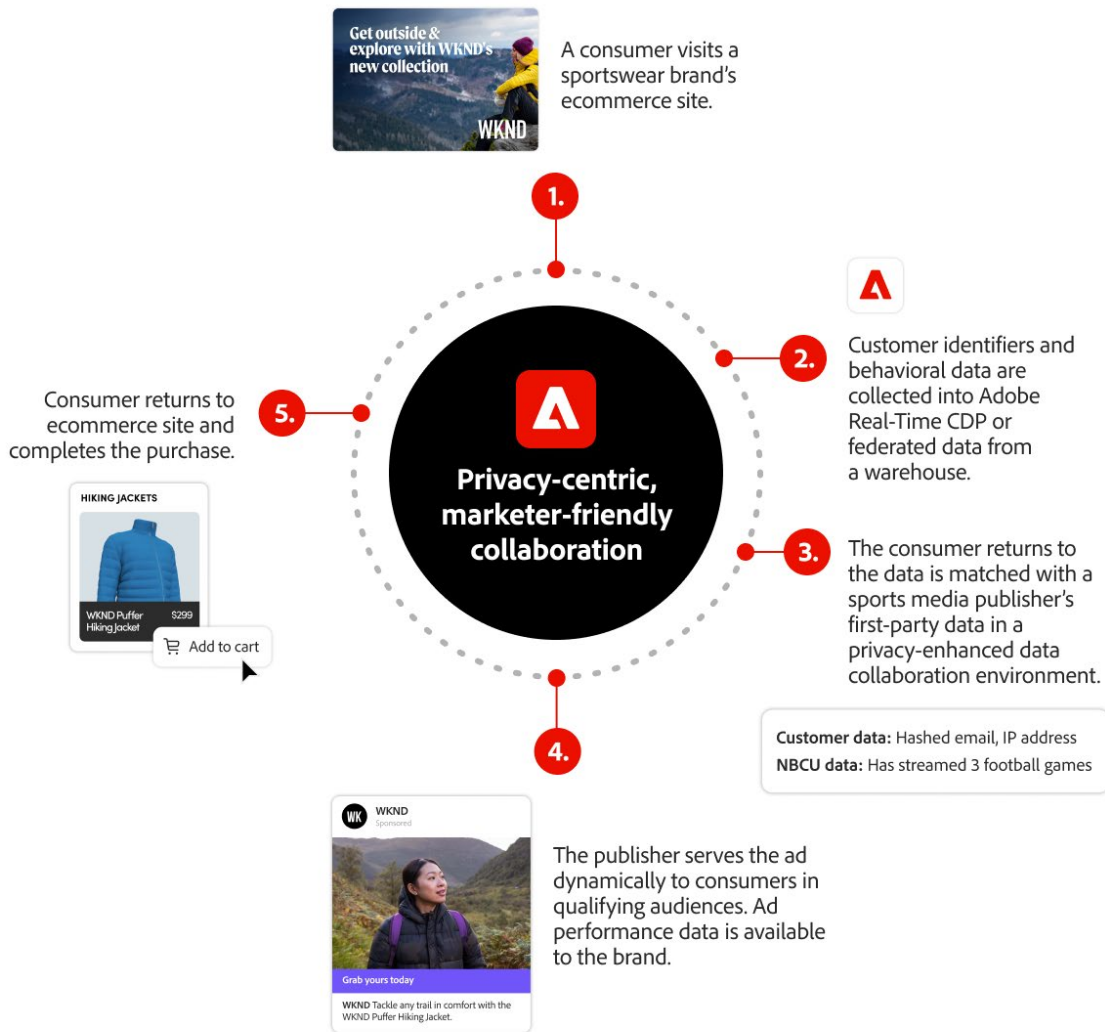 Get outside &
explore with WKND's
new collection
WKND
A consumer visits a
sportswear brand's
ecommerce site.
1.
2.
Customer identifiers and
behavioral data are
collected into Adobe
Real-Time CDP or
federated data from
a warehouse.
3.
The consumer returns to
the data is matched with a
sports media publisher's
first-party data in a
privacy-enhanced data
collaboration environment.
Customer data: Hashed email, IP address
NBCU data: Has streamed 3 football games
4.
WK
WKND
Sponsored
Grab yours today
WKND Tackle any trail in comfort with the
WKND Puffer Hiking Jacket.
The publisher serves the ad
dynamically to consumers in
qualifying audiences. Ad
performance data is available
to the brand.
5.
Consumer returns to
ecommerce site and
completes the purchase.
HIKING JACKETS
WKND Puffer $299
Hiking Jacket
Add to cart
Privacy-centric,
marketer-friendly
collaboration